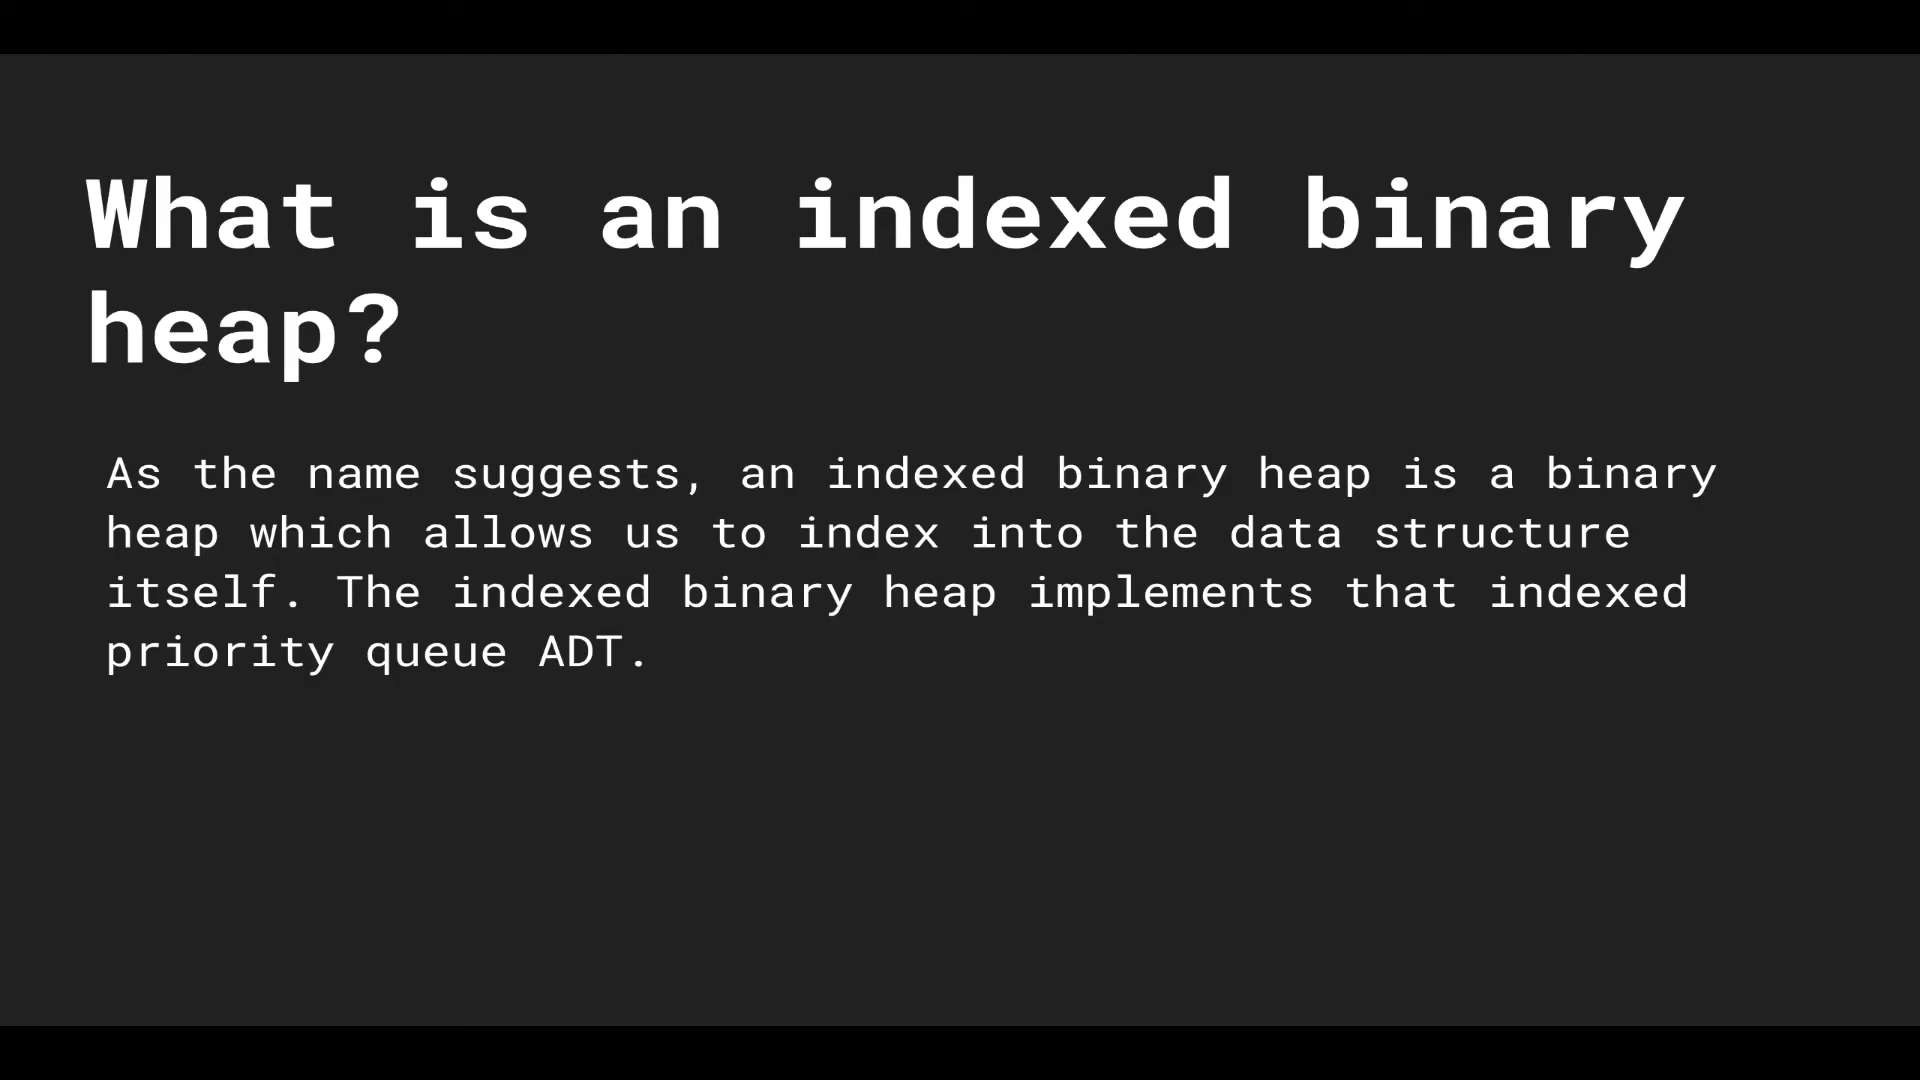 What is an indexed binary
heap?
As the name suggests, an indexed binary heap is a binary
heap which allows us to index into the data structure
itself. The indexed binary heap implements that indexed
priority queue ADT.